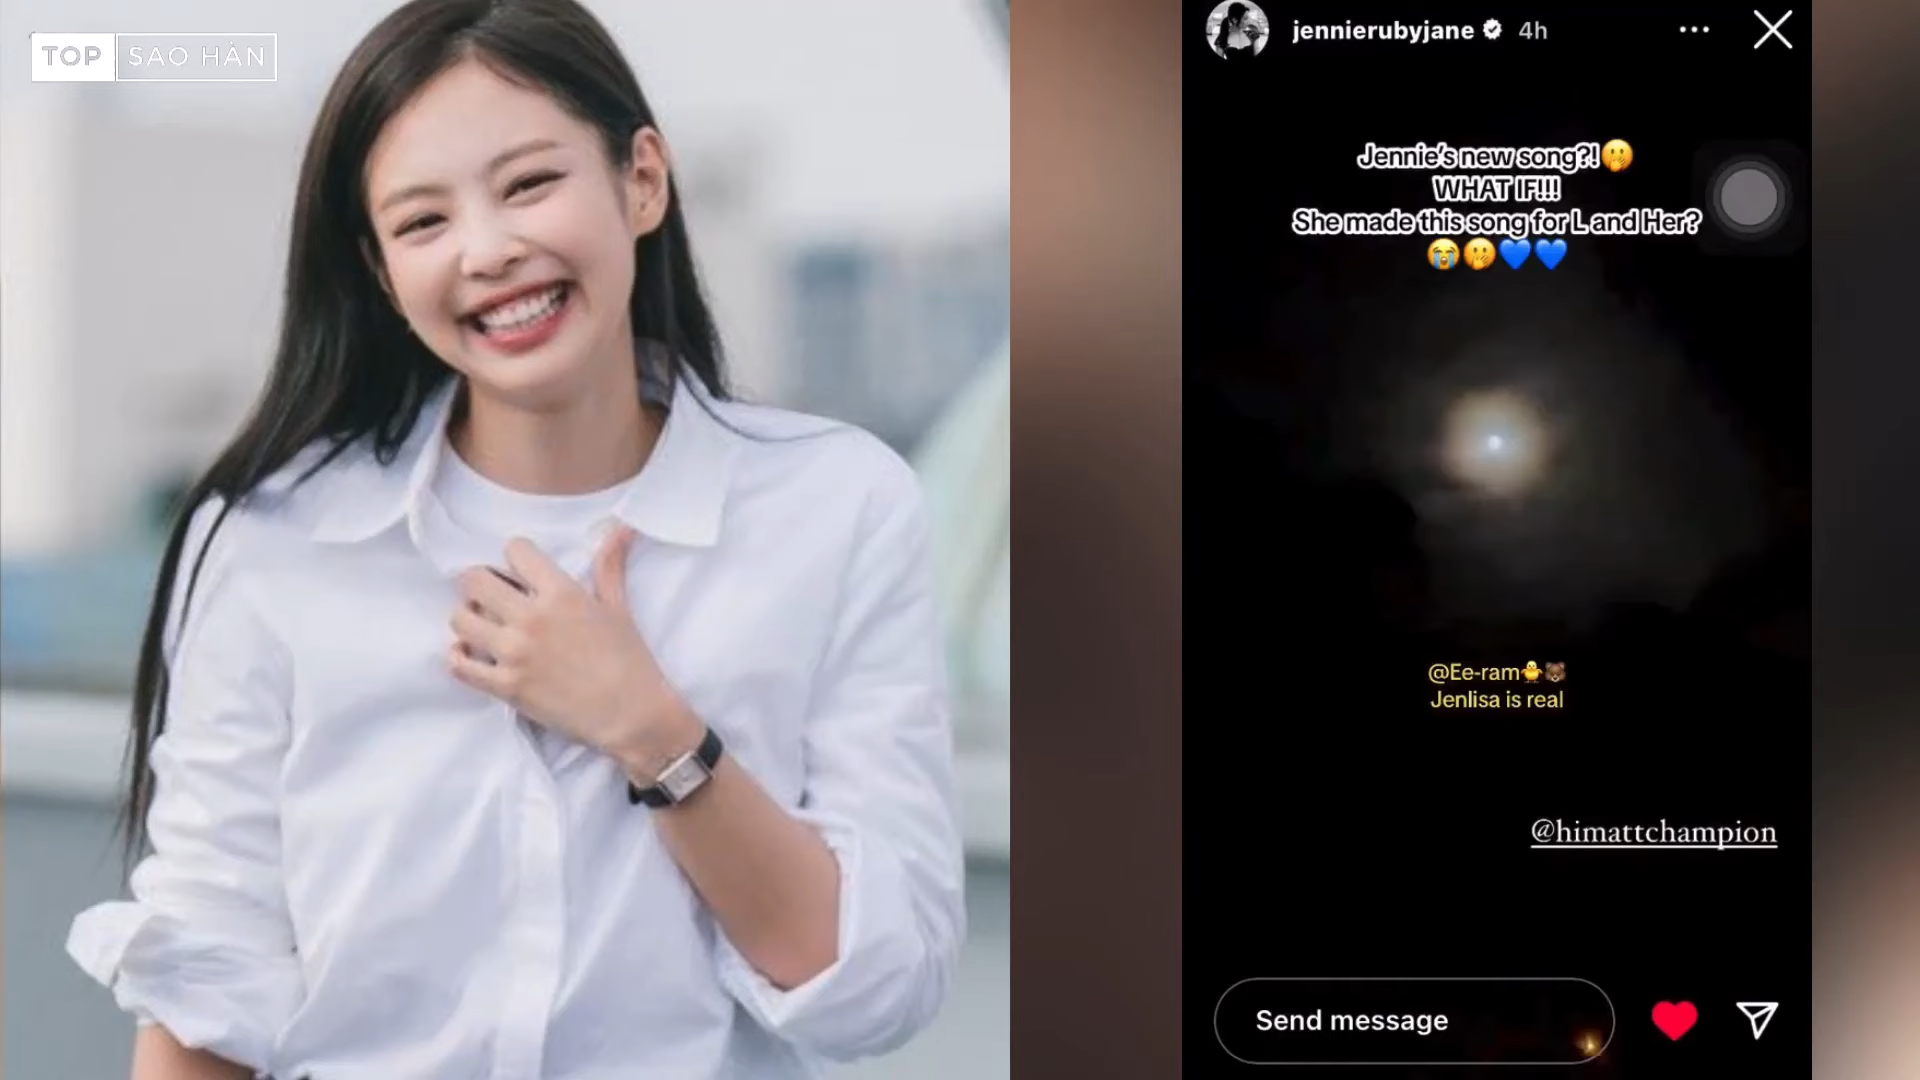 TOP SAO HÀN
jennierubyjane 4h
Jennie's new song?!🤭
WHAT IF!!!
She made this song for L and Her?
😭🤭💙💙
@Ee-ram🐥🐻
Jenlisa is real
@himattchampion
Send message